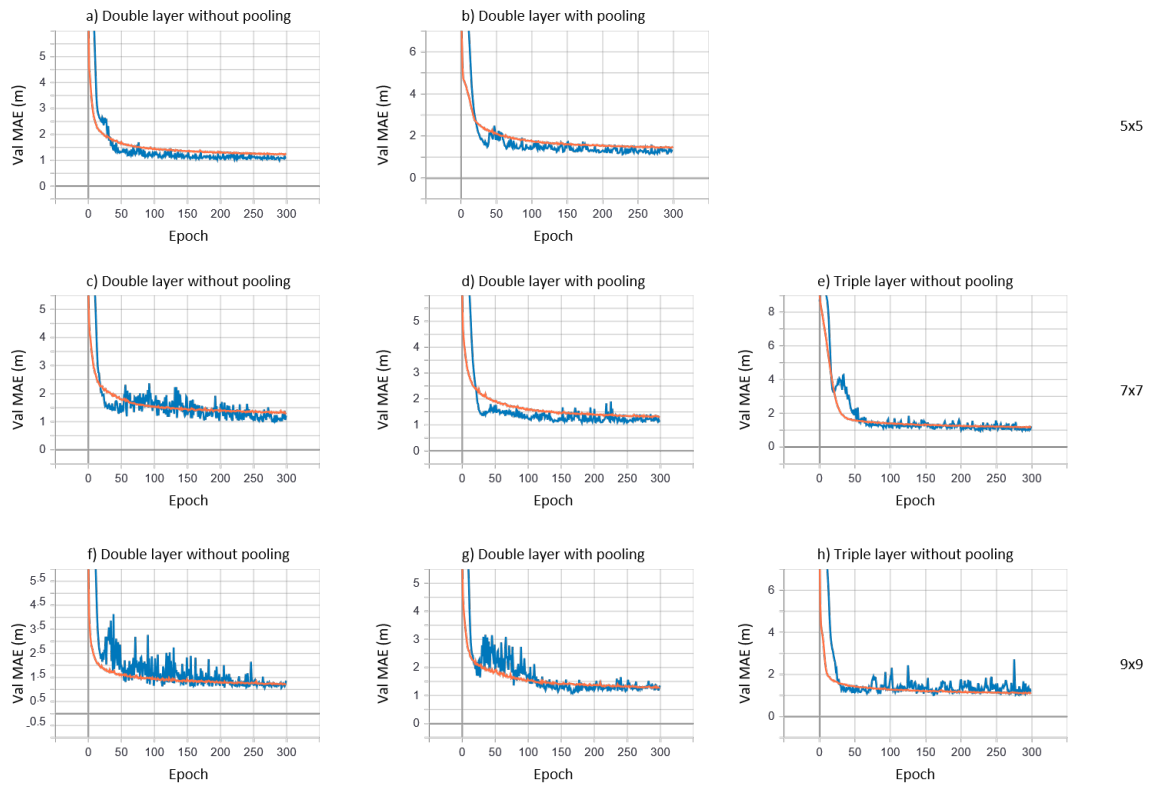 a) Double layer without pooling
Val MAE (m)
5
4
3
2
1
0
0 50 100 150 200 250 300
Epoch
b) Double layer with pooling
Val MAE (m)
6
4
2
0
0 50 100 150 200 250 300
Epoch
5x5
c) Double layer without pooling
Val MAE (m)
5
4
3
2
1
0
0 50 100 150 200 250 300
Epoch
d) Double layer with pooling
Val MAE (m)
5
4
3
2
1
0
0 50 100 150 200 250 300
Epoch
e) Triple layer without pooling
Val MAE (m)
8
6
4
2
0
0 50 100 150 200 250 300
Epoch
7x7
f) Double layer without pooling
Val MAE (m)
5.5
4.5
3.5
2.5
1.5
0.5
-0.5
0 50 100 150 200 250 300
Epoch
g) Double layer with pooling
Val MAE (m)
5
4
3
2
1
0
0 50 100 150 200 250 300
Epoch
h) Triple layer without pooling
Val MAE (m)
6
4
2
0
0 50 100 150 200 250 300
Epoch
9x9